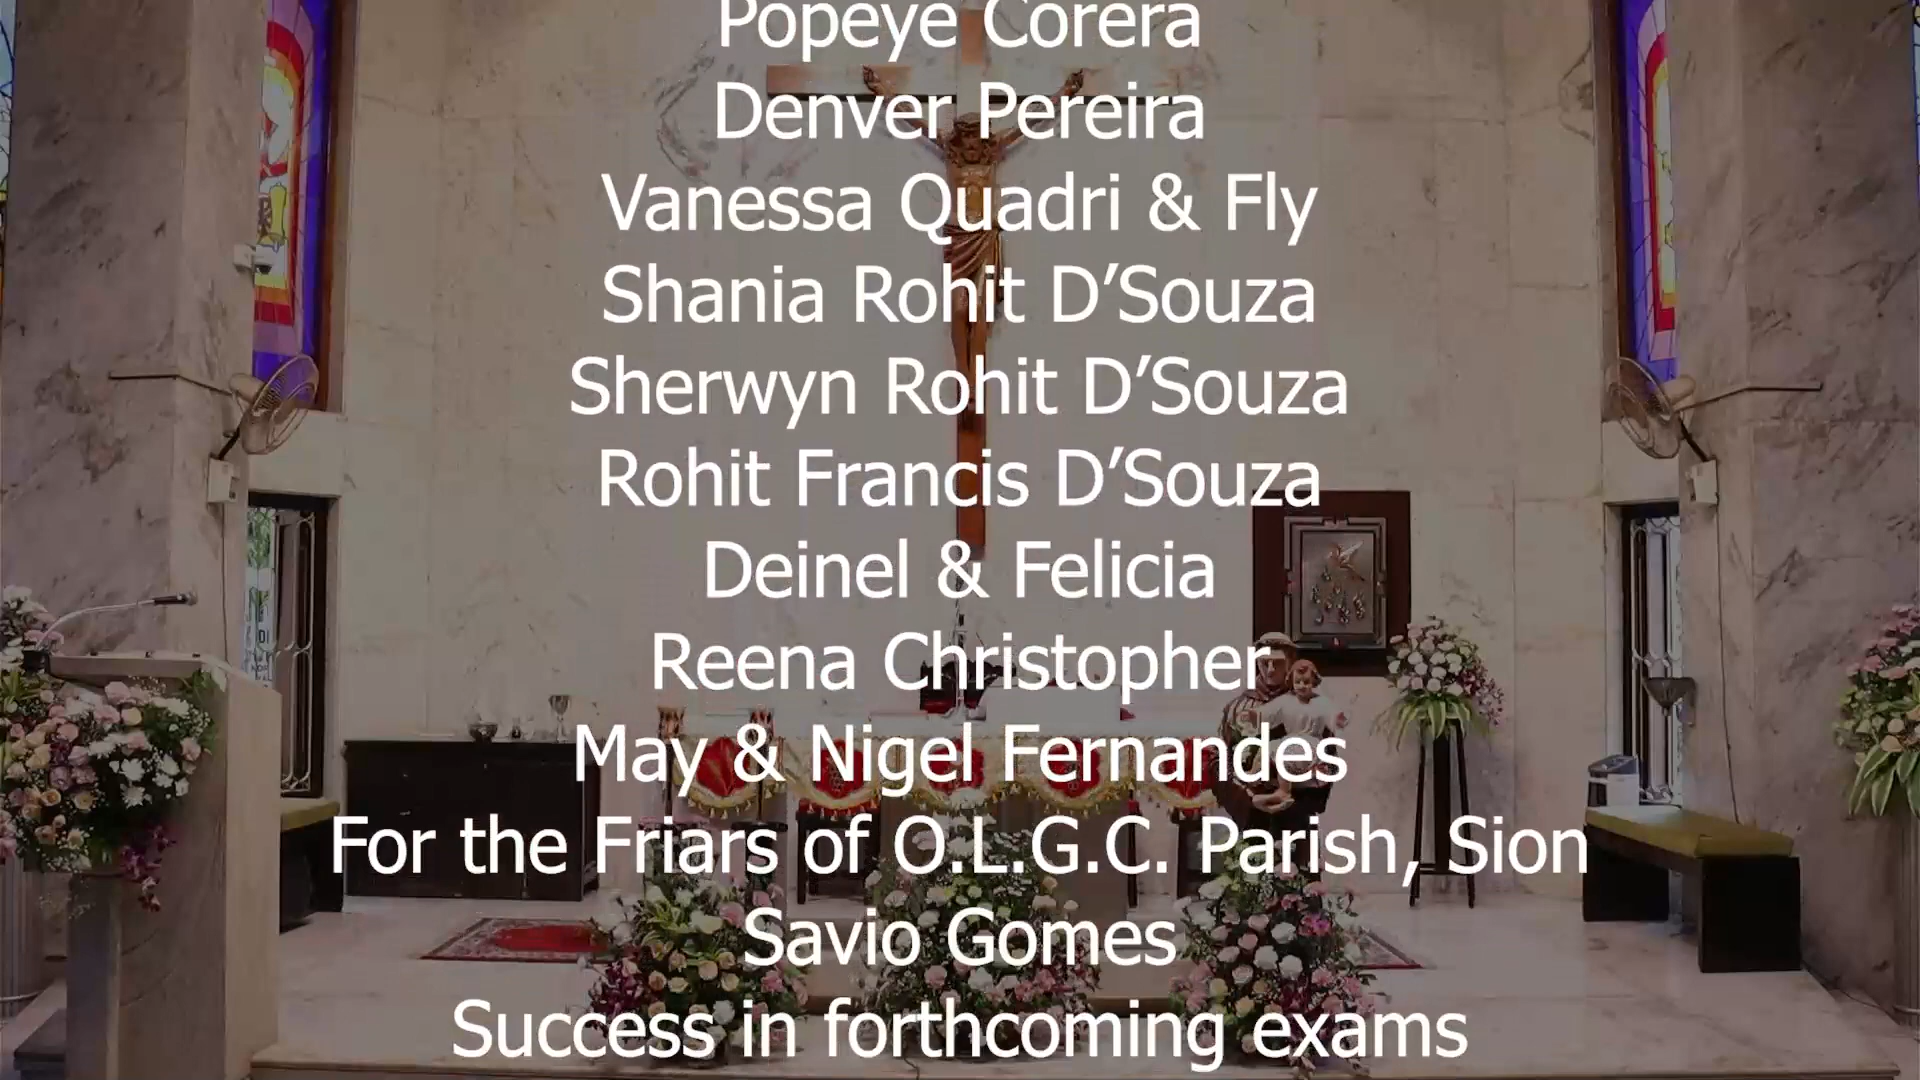 Popeye Corera
Denver Pereira
Vanessa Quadri & Fly
Shania Rohit D’Souza
Sherwyn Rohit D’Souza
Rohit Francis D’Souza
Deinel & Felicia
Reena Christopher
May & Nigel Fernandes
For the Friars of O.L.G.C. Parish, Sion
Savio Gomes
Success in forthcoming exams